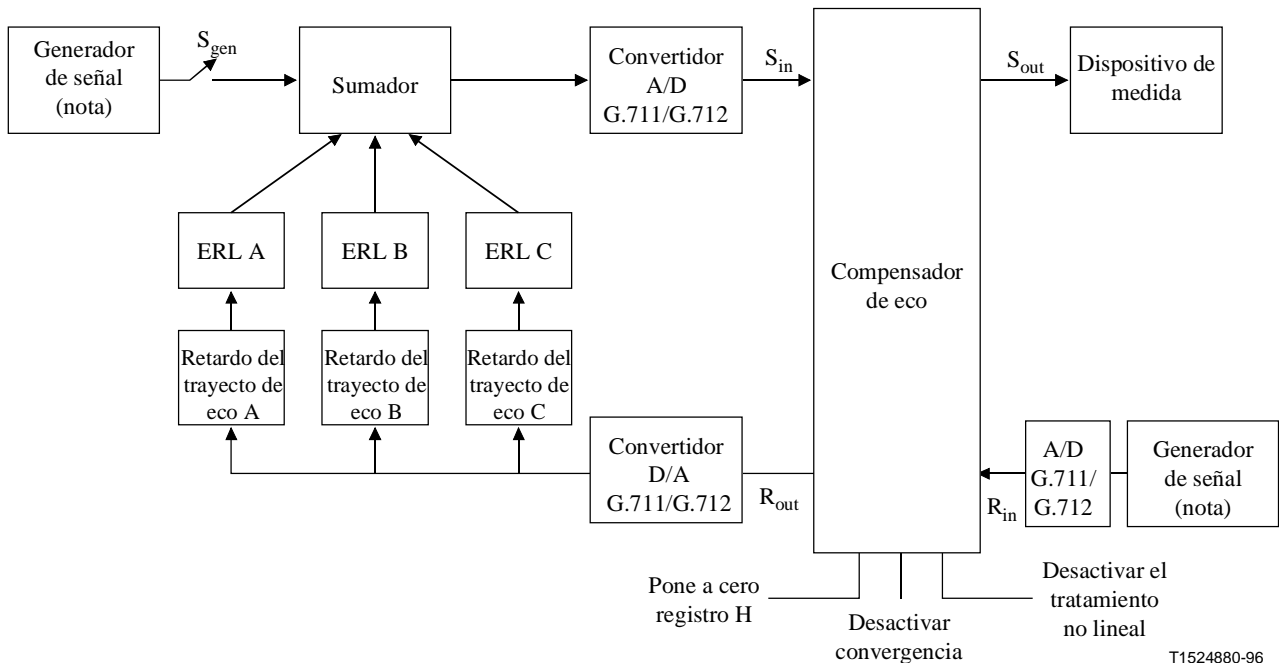 Generador
de señal
(nota)
S_gen
Sumador
Convertidor
A/D
G.711/G.712
S_in
S_out
Dispositivo de
medida
ERL A
ERL B
ERL C
Compensador
de eco
Retardo del
trayecto de
eco A
Retardo del
trayecto de
eco B
Retardo del
trayecto de
eco C
Convertidor
D/A
G.711/G.712
R_out
R_in
A/D
G.711/
G.712
Generador
de señal
(nota)
Pone a cero
registro H
Desactivar
convergencia
Desactivar el
tratamiento
no lineal
T1524880-96